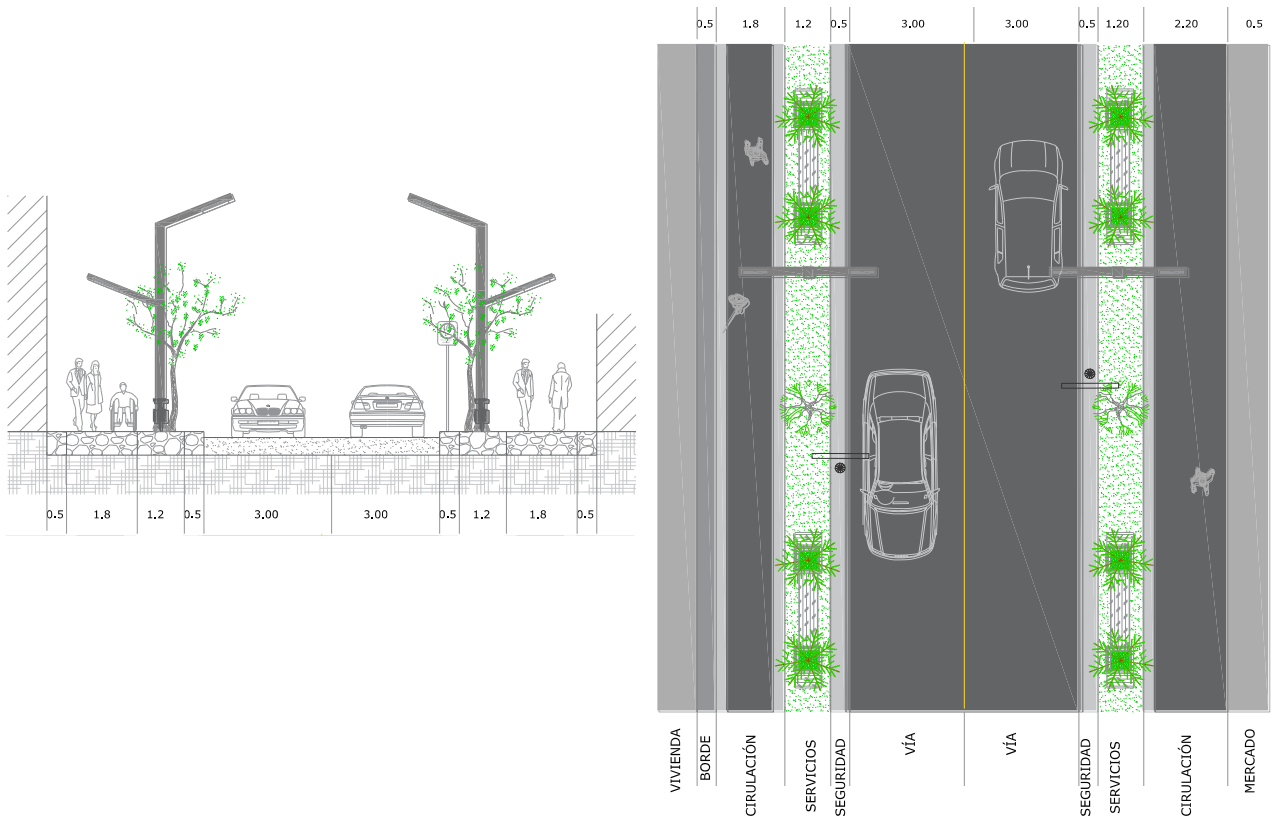 0.5 1.8 1.2 0.5 3.00 3.00 0.5 1.20 2.20 0.5
0.5 1.8 1.2 0.5 3.00 3.00 0.5 1.2 1.8 0.5
VIVIENDA
BORDE
CIRULACIÓN
SERVICIOS
SEGURIDAD
VÍA
VÍA
SEGURIDAD
SERVICIOS
CIRULACIÓN
MERCADO